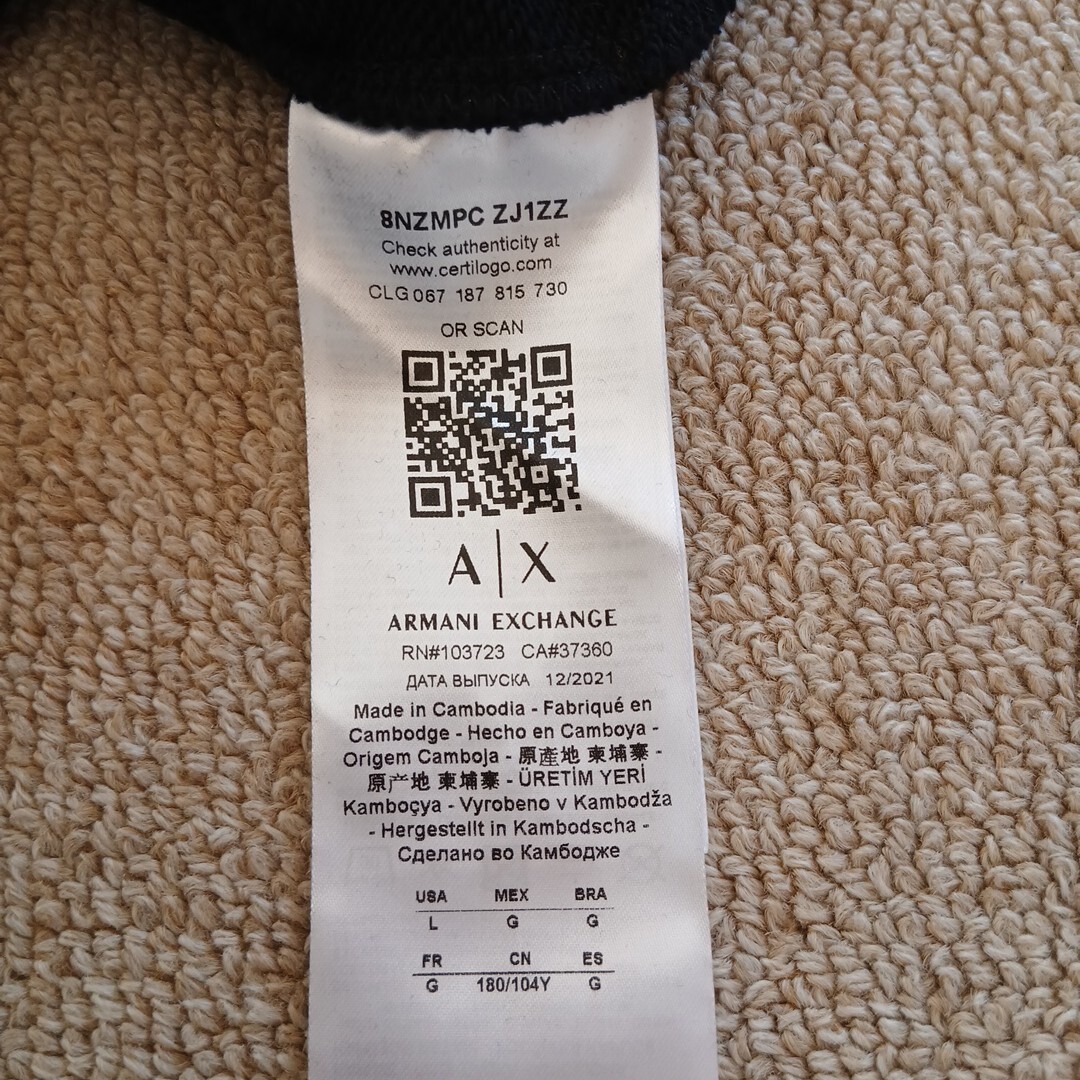 8NZMPC ZJ1ZZ
Check authenticity at
www.certilogo.com
CLG 067 187 815 730
OR SCAN
A|X
ARMANI EXCHANGE
RN#103723 CA#37360
ДАТА ВЫПУСКА 12/2021
Made in Cambodia - Fabriqué en
Cambodge - Hecho en Camboya -
Origem Camboja - 原產地 柬埔寨 -
原产地 柬埔寨 - ÜRETİM YERİ
Kamboçya - Vyrobeno v Kambodža
- Hergestellt in Kambodscha -
Сделано во Камбодже
USA MEX BRA
L G G
FR CN ES
G 180/104Y G